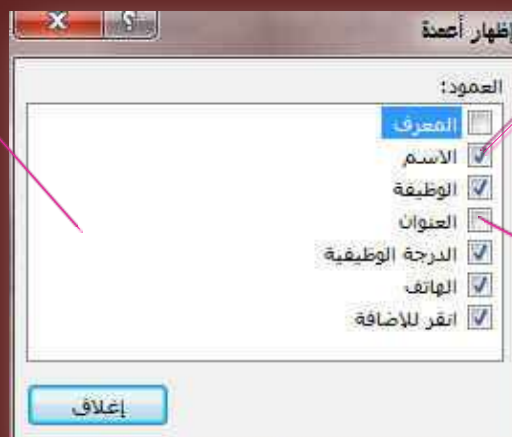 إظهار أعمدة
العمود:
المعرف
الاسم
الوظيفة
العنوان
الدرجة الوظيفية
الهاتف
انقر للإضافة
إغلاق